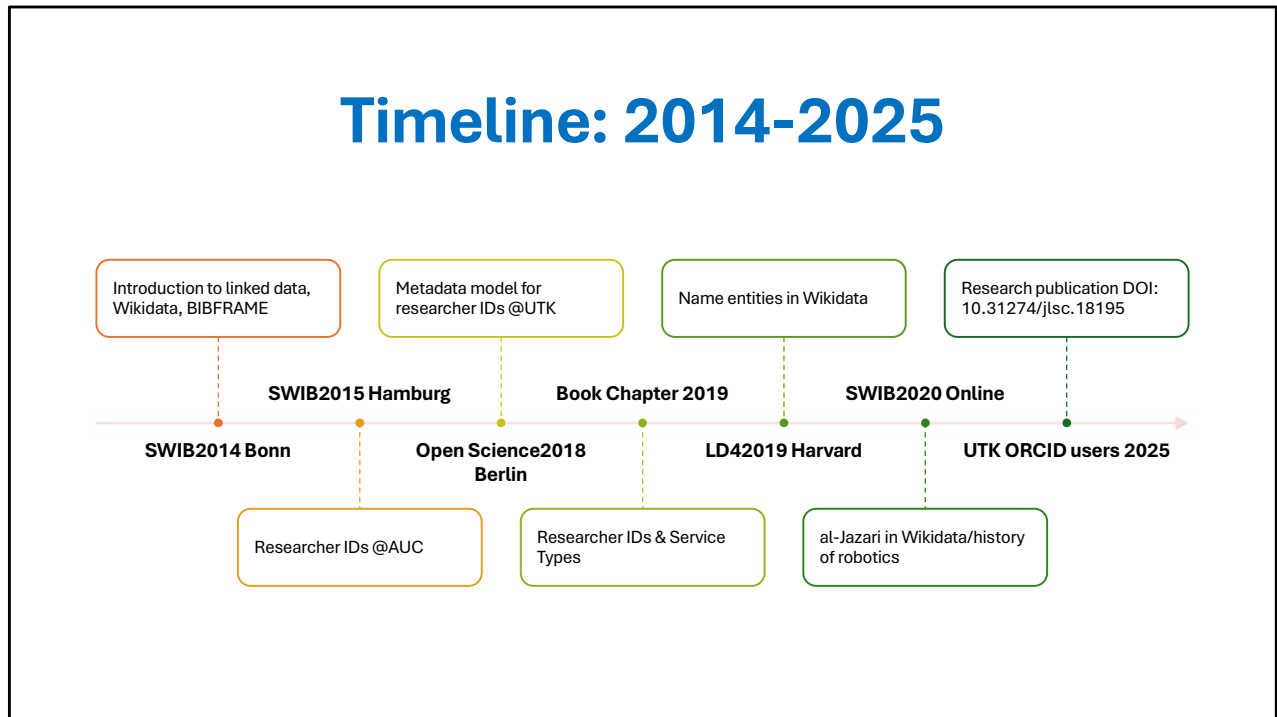 Timeline: 2014-2025
Introduction to linked data,
Wikidata, BIBFRAME
Metadata model for
researcher IDs @UTK
Name entities in Wikidata
Research publication DOI:
10.31274/jlsc.18195
SWIB2015 Hamburg
Book Chapter 2019
SWIB2020 Online
SWIB2014 Bonn
Open Science2018
Berlin
LD42019 Harvard
UTK ORCID users 2025
Researcher IDs @AUC
Researcher IDs & Service
Types
al-Jazari in Wikidata/history
of robotics